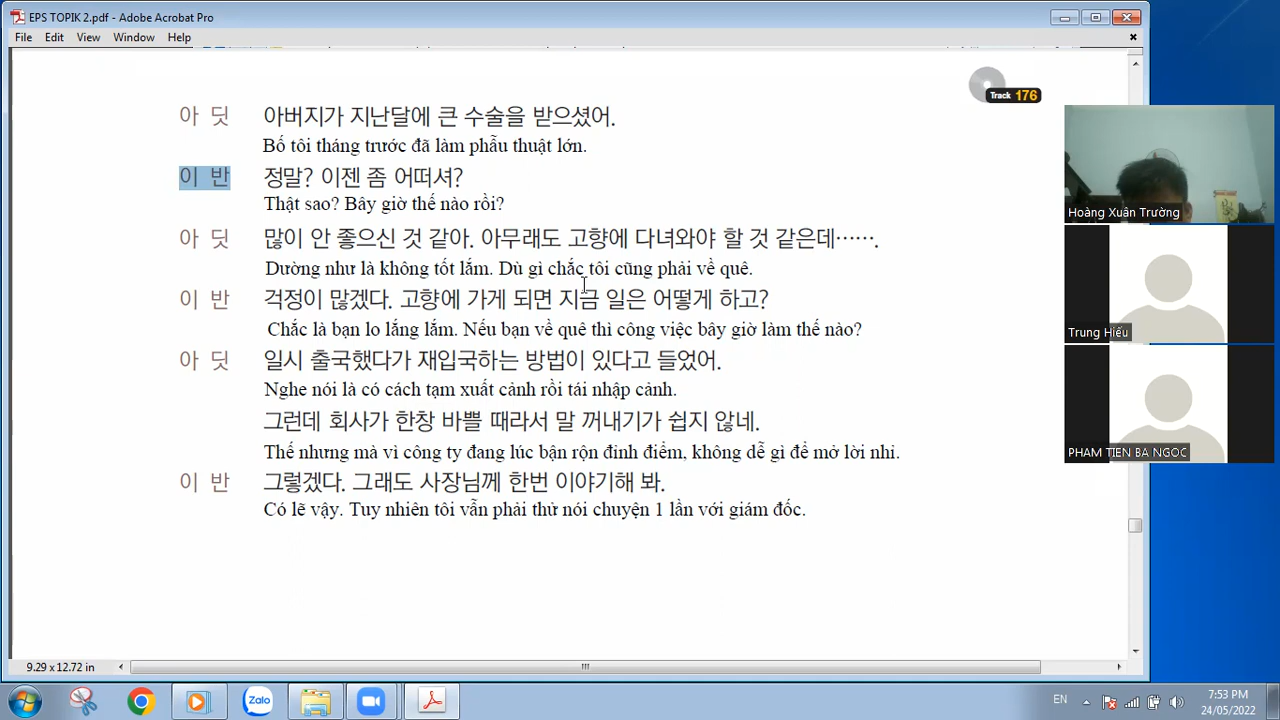 EPS TOPIK 2.pdf - Adobe Acrobat Pro
File Edit View Window Help
Track 176
아 딧 아버지가 지난달에 큰 수술을 받으셨어.
Bố tôi tháng trước đã làm phẫu thuật lớn.
이 반 정말? 이젠 좀 어떠셔?
Thật sao? Bây giờ thế nào rồi?
아 딧 많이 안 좋으신 것 같아. 아무래도 고향에 다녀와야 할 것 같은데…….
Dường như là không tốt lắm. Dù gì chắc tôi cũng phải về quê.
이 반 걱정이 많겠다. 고향에 가게 되면 지금 일은 어떻게 하고?
Chắc là bạn lo lắng lắm. Nếu bạn về quê thì công việc bây giờ làm thế nào?
아 딧 일시 출국했다가 재입국하는 방법이 있다고 들었어.
Nghe nói là có cách tạm xuất cảnh rồi tái nhập cảnh.
그런데 회사가 한창 바쁠 때라서 말 꺼내기가 쉽지 않네.
Thế nhưng mà vì công ty đang lúc bận rộn đỉnh điểm, không dễ gì để mở lời nhỉ.
이 반 그렇겠다. 그래도 사장님께 한번 이야기해 봐.
Có lẽ vậy. Tuy nhiên tôi vẫn phải thử nói chuyện 1 lần với giám đốc.
Hoàng Xuân Trường
Trung Hiếu
PHAM TIEN BA NGOC
9.29 x 12.72 in
Zalo
EN
7:53 PM
24/05/2022